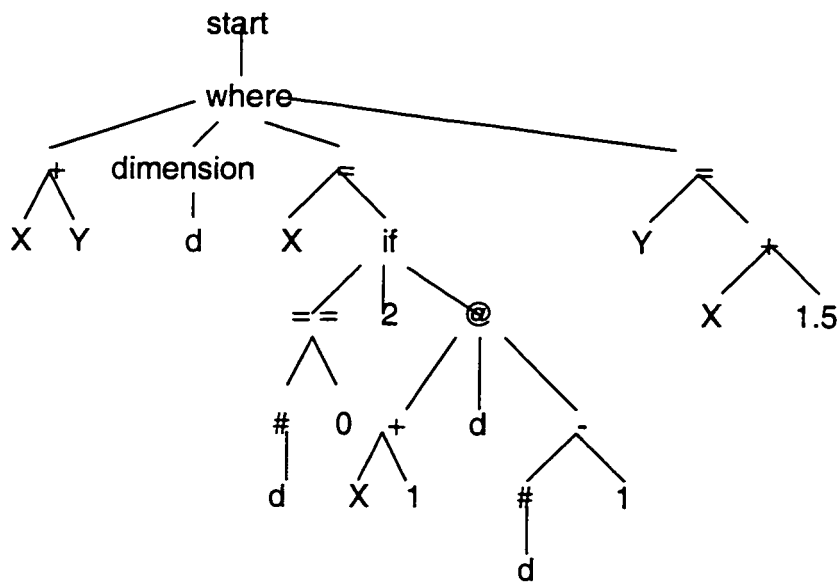 start
where
+ dimension = =
X Y d X if Y +
== 2 @ X 1.5
# 0 + d -
d X 1 # 1
d